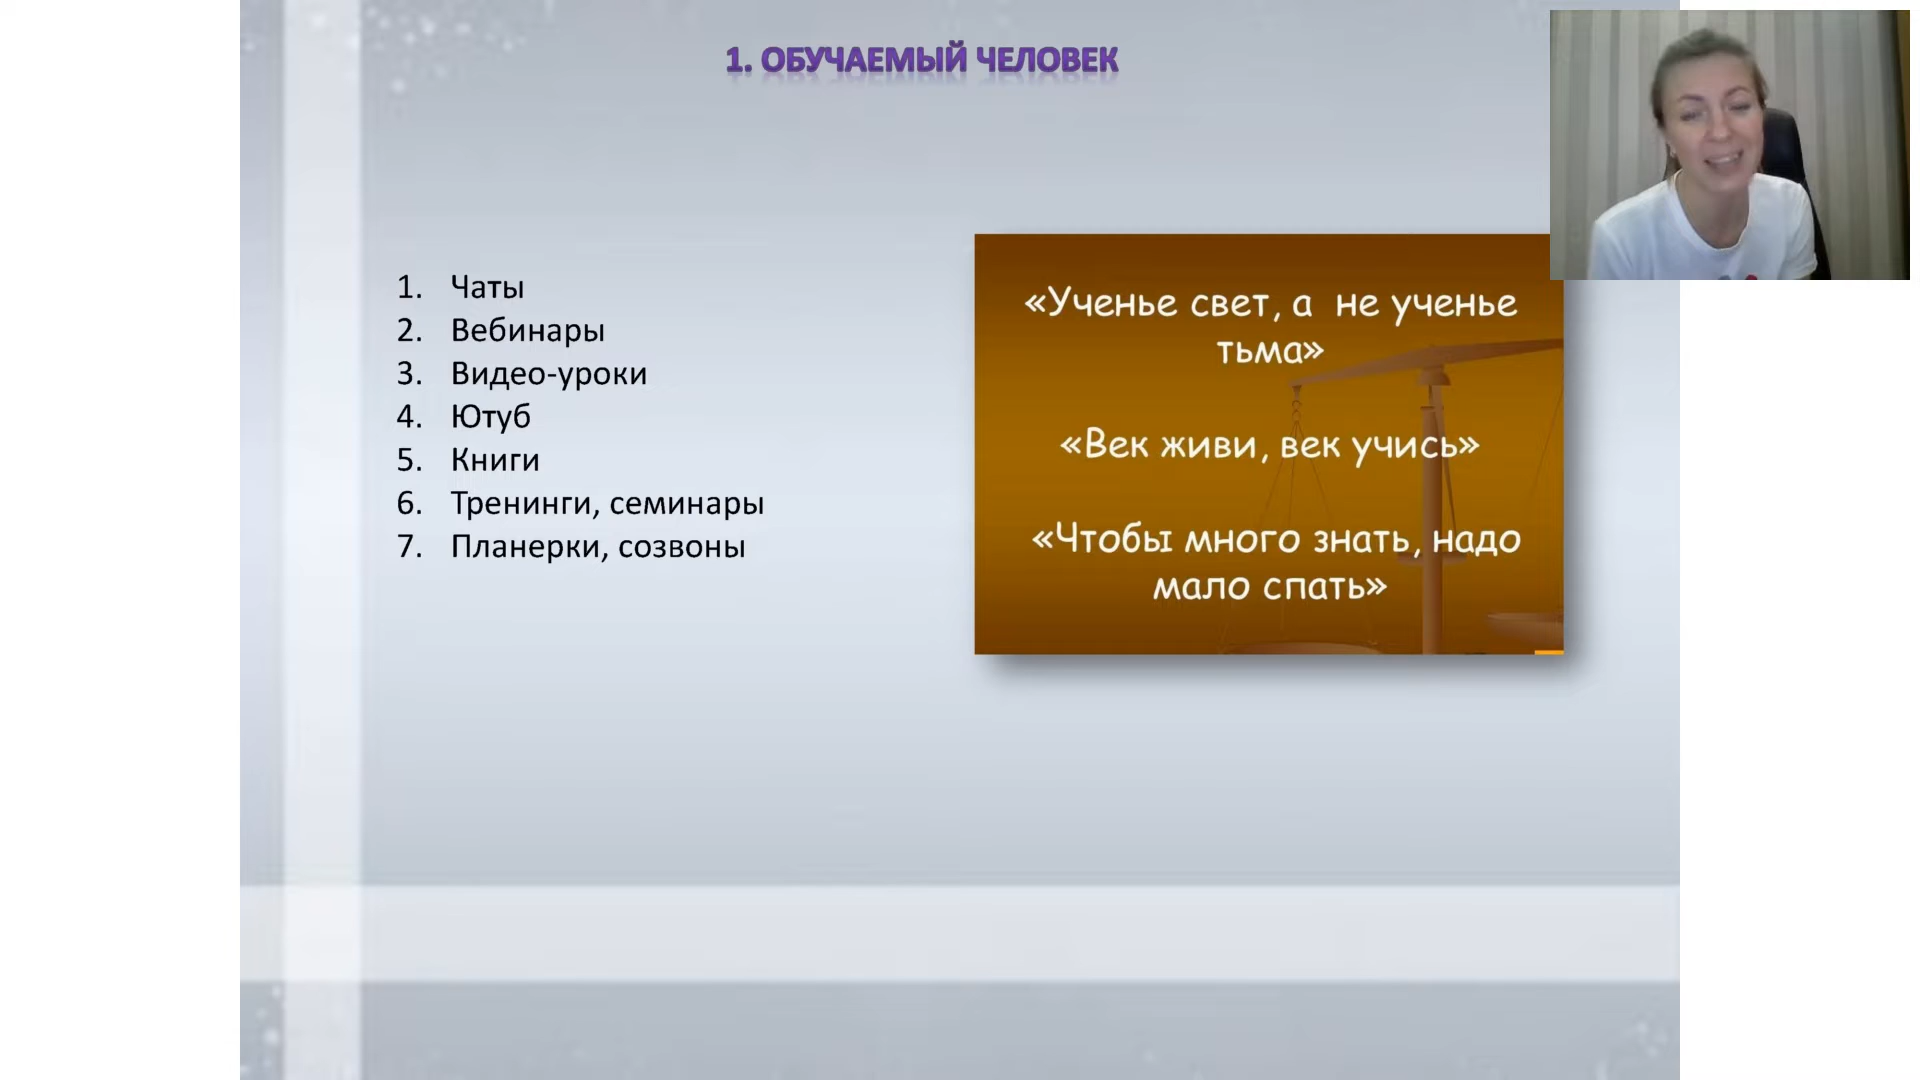 1. ОБУЧАЕМЫЙ ЧЕЛОВЕК
1. Чаты
2. Вебинары
3. Видео-уроки
4. Ютуб
5. Книги
6. Тренинги, семинары
7. Планерки, созвоны
«Ученье свет, а не ученье
тьма»
«Век живи, век учись»
«Чтобы много знать, надо
мало спать»